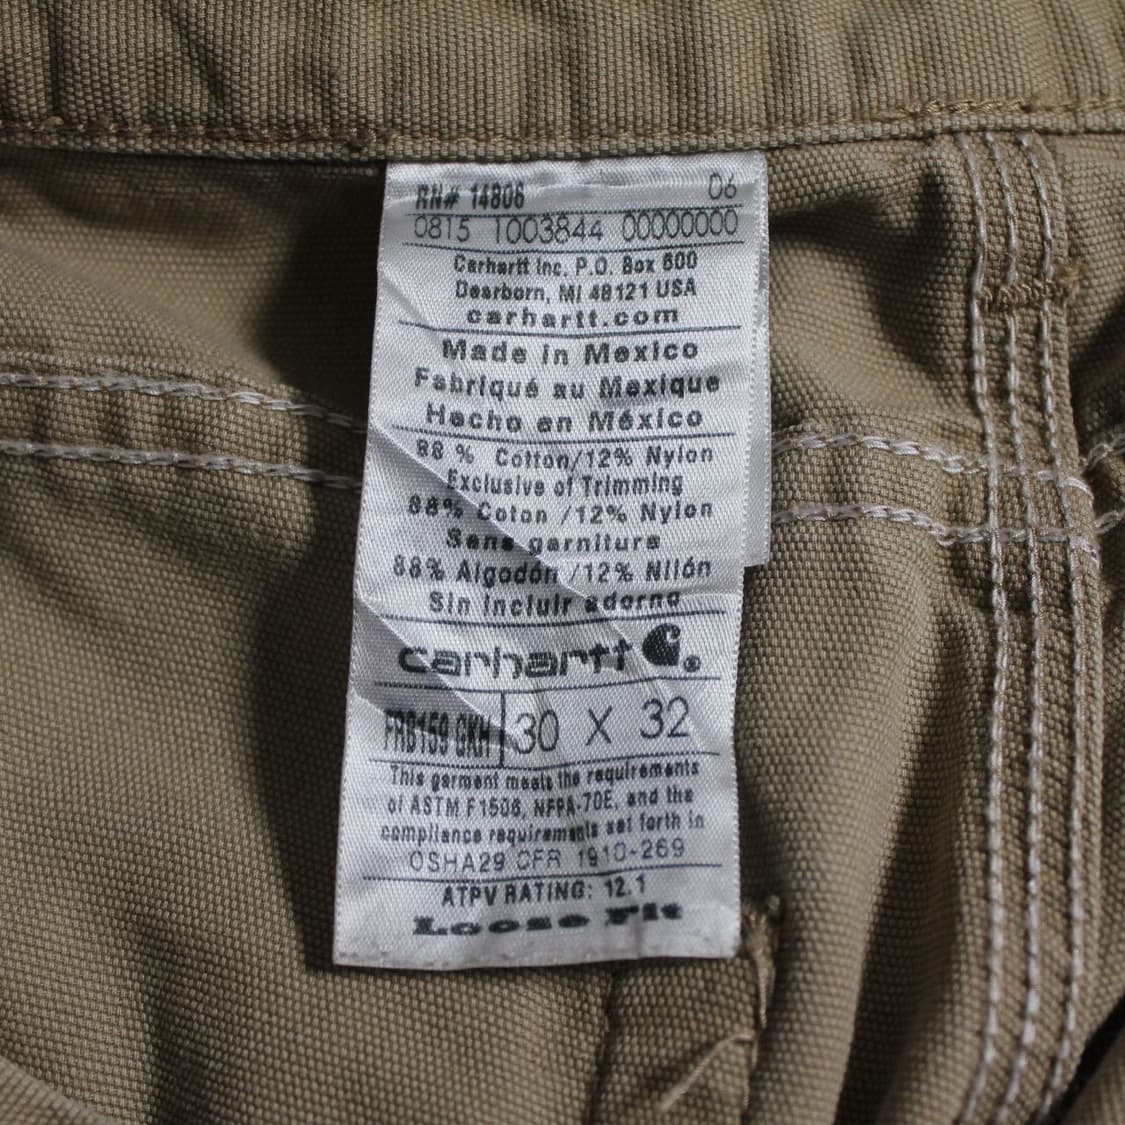 RN# 14806 06
0815 1003844 00000000
Carhartt Inc. P.O. Box 600
Dearborn, MI 48121 USA
carhartt.com
Made in Mexico
Fabriqué au Mexique
Hecho en México
88 % Cotton/12% Nylon
Exclusive of Trimming
88% Coton /12% Nylon
Sans garniture
88% Algodón /12% Nilón
Sin incluir adorno
carhartt
FRB159 GKH 30 X 32
This garment meets the requirements
of ASTM F1506, NFPA-70E, and the
compliance requirements set forth in
OSHA29 CFR 1910-269
ATPV RATING: 12.1
Loose Fit